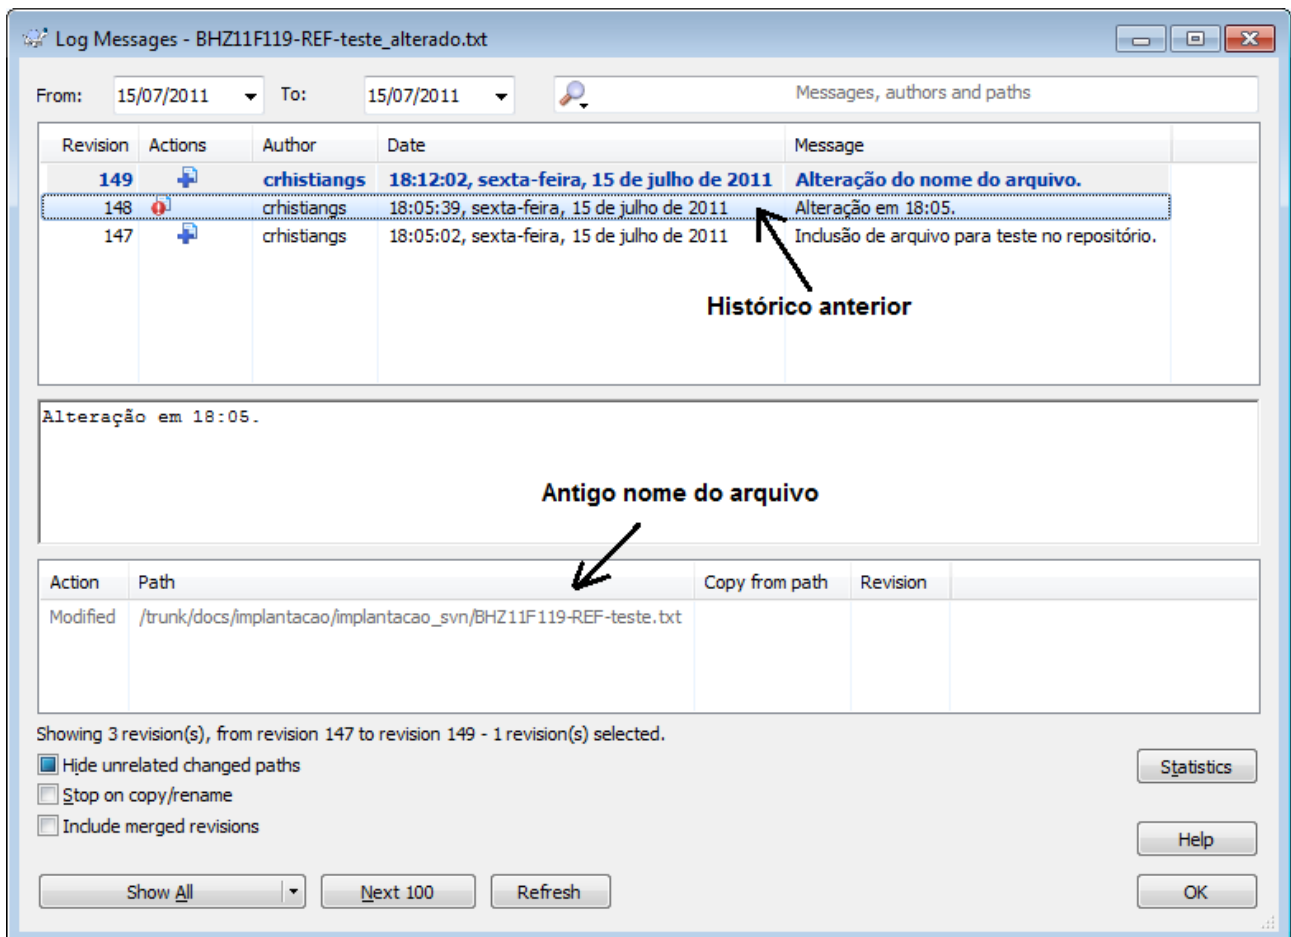 Log Messages - BHZ11F119-REF-teste_alterado.txt
From: 15/07/2011 To: 15/07/2011 Messages, authors and paths
Revision Actions Author Date Message
149 crhistiangs 18:12:02, sexta-feira, 15 de julho de 2011 Alteração do nome do arquivo.
148 crhistiangs 18:05:39, sexta-feira, 15 de julho de 2011 Alteração em 18:05.
147 crhistiangs 18:05:02, sexta-feira, 15 de julho de 2011 Inclusão de arquivo para teste no repositório.
Histórico anterior
Alteração em 18:05.
Antigo nome do arquivo
Action Path Copy from path Revision
Modified /trunk/docs/implantacao/implantacao_svn/BHZ11F119-REF-teste.txt
Showing 3 revision(s), from revision 147 to revision 149 - 1 revision(s) selected.
Hide unrelated changed paths
Statistics
Stop on copy/rename
Include merged revisions
Help
Show All Next 100 Refresh OK